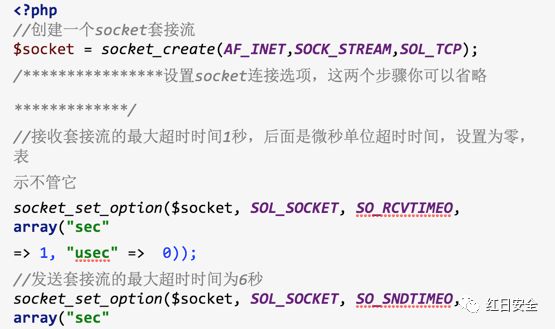 <?php
//创建一个socket套接流
$socket = socket_create(AF_INET,SOCK_STREAM,SOL_TCP);
/****************设置socket连接选项，这两个步骤你可以省略
*************/
//接收套接流的最大超时时间1秒，后面是微秒单位超时时间，设置为零，
表
示不管它
socket_set_option($socket, SOL_SOCKET, SO_RCVTIMEO,
array("sec"
=> 1, "usec" =>  0));
//发送套接流的最大超时时间为6秒
socket_set_option($socket, SOL_SOCKET, SO_SNDTIMEO,
array("sec"
红日安全